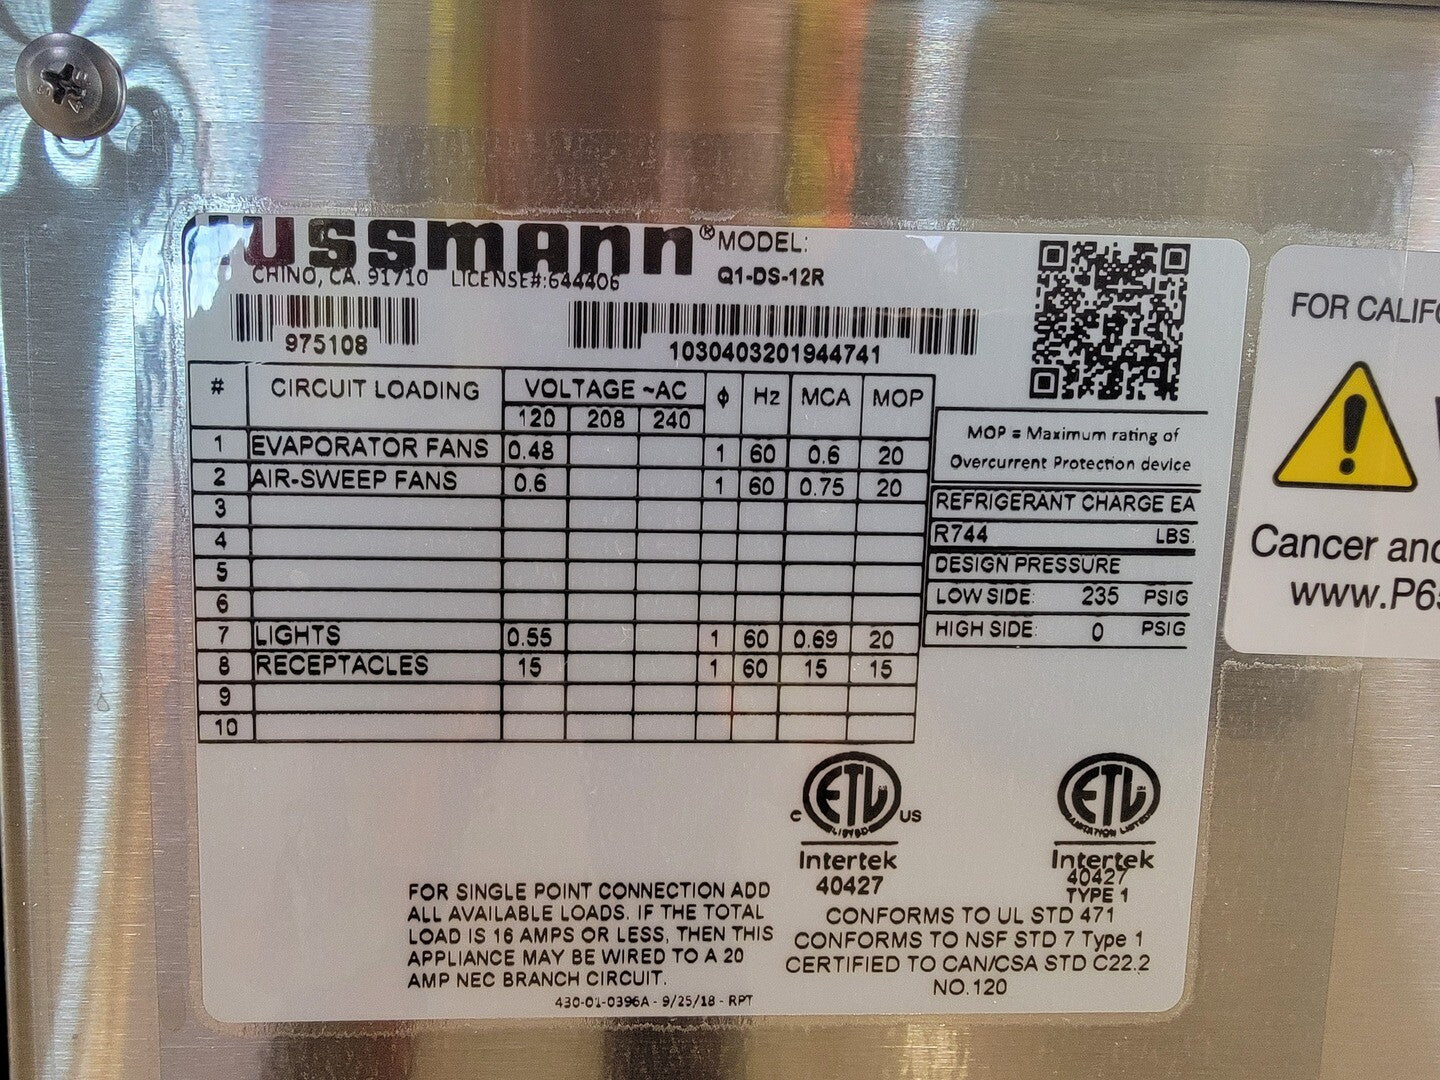 ussmann® MODEL:
CHINO, CA. 91710 LICENSE#:644406 Q1-DS-12R
975108 1030403201944741
# CIRCUIT LOADING VOLTAGE ~AC ϕ Hz MCA MOP
120 208 240
1 EVAPORATOR FANS 0.48 1 60 0.6 20
2 AIR-SWEEP FANS 0.6 1 60 0.75 20
3
4
5
6
7 LIGHTS 0.55 1 60 0.69 20
8 RECEPTACLES 15 1 60 15 15
9
10
MOP = Maximum rating of
Overcurrent Protection device
REFRIGERANT CHARGE EA
R744 LBS.
DESIGN PRESSURE
LOW SIDE: 235 PSIG
HIGH SIDE: 0 PSIG
FOR SINGLE POINT CONNECTION ADD
ALL AVAILABLE LOADS. IF THE TOTAL
LOAD IS 16 AMPS OR LESS, THEN THIS
APPLIANCE MAY BE WIRED TO A 20
AMP NEC BRANCH CIRCUIT.
430-01-0396A - 9/25/18 - RPT
ETL
c LISTED US
Intertek
40427
ETL
SANITATION LISTED
Intertek
40427
TYPE 1
CONFORMS TO UL STD 471
CONFORMS TO NSF STD 7 Type 1
CERTIFIED TO CAN/CSA STD C22.2
NO.120
FOR CALIFO
Cancer and
www.P65